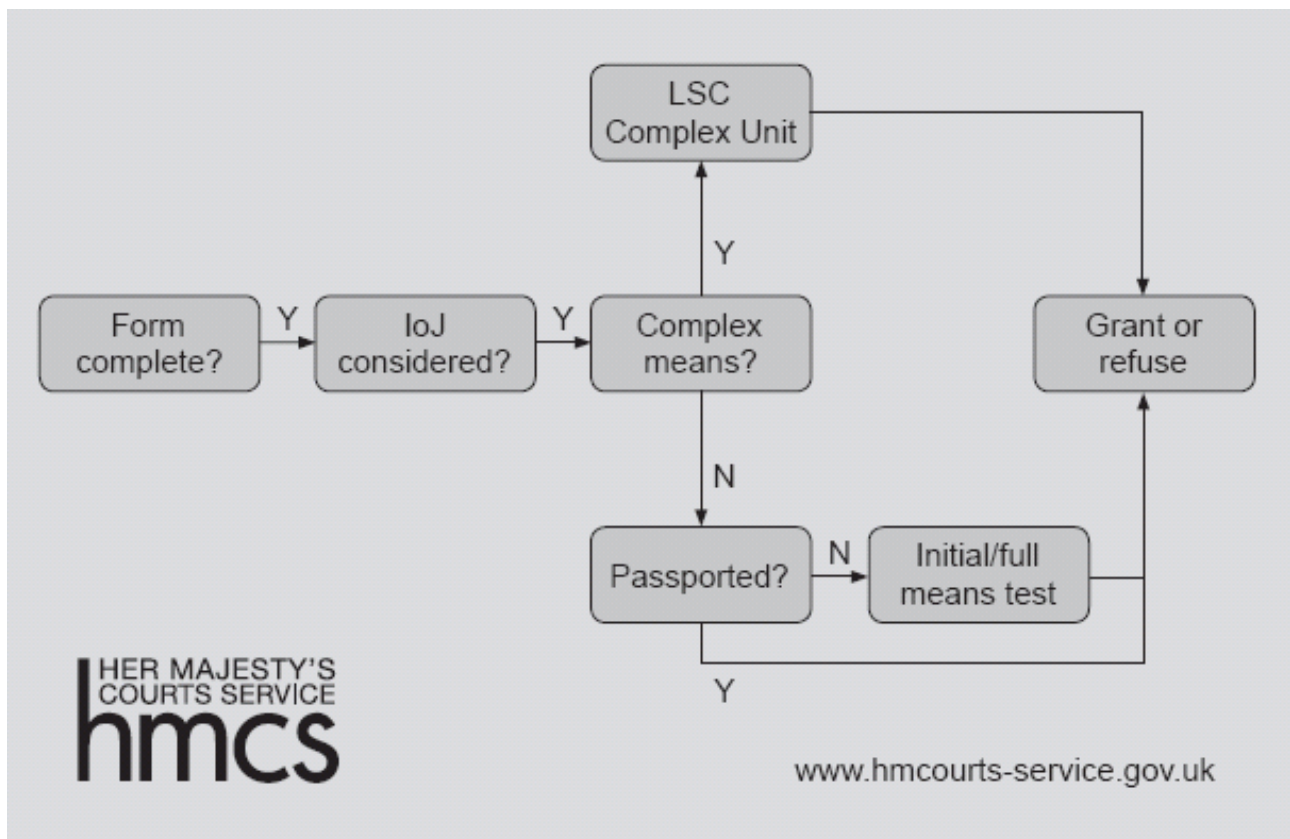 LSC
Complex Unit
Y
Form
complete?
Y
IoJ
considered?
Y
Complex
means?
Grant or
refuse
N
Passported?
N
Initial/full
means test
Y
HER MAJESTY'S
COURTS SERVICE
hmcs
www.hmcourts-service.gov.uk